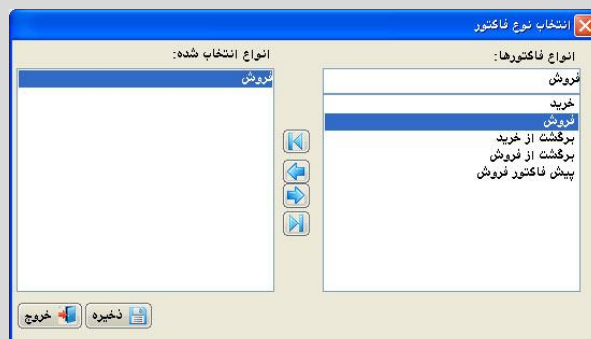 انتخاب نوع فاکتور
انواع فاکتورها:
فروش
خرید
فروش
برگشت از خرید
برگشت از فروش
پیش فاکتور فروش
انواع انتخاب شده:
فروش
ذخیره
خروج